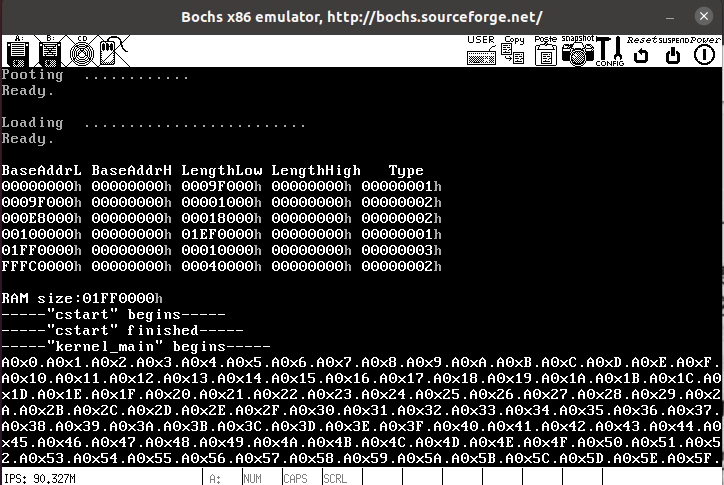 Bochs x86 emulator, http://bochs.sourceforge.net/
A: B: CD USER Copy Paste snapshot CONFIG Reset SUSPEND Power
Pooting ............
Ready.
Loading .........................
Ready.
BaseAddrL BaseAddrH LengthLow LengthHigh Type
00000000h 00000000h 0009F000h 00000000h 00000001h
0009F000h 00000000h 00001000h 00000000h 00000002h
000E8000h 00000000h 00018000h 00000000h 00000002h
00100000h 00000000h 01EF0000h 00000000h 00000001h
01FF0000h 00000000h 00010000h 00000000h 00000003h
FFFC0000h 00000000h 00040000h 00000000h 00000002h
RAM size:01FF0000h
-----"cstart" begins-----
-----"cstart" finished-----
-----"kernel_main" begins-----
A0x0.A0x1.A0x2.A0x3.A0x4.A0x5.A0x6.A0x7.A0x8.A0x9.A0xA.A0xB.A0xC.A0xD.A0xE.A0xF.
A0x10.A0x11.A0x12.A0x13.A0x14.A0x15.A0x16.A0x17.A0x18.A0x19.A0x1A.A0x1B.A0x1C.A0
x1D.A0x1E.A0x1F.A0x20.A0x21.A0x22.A0x23.A0x24.A0x25.A0x26.A0x27.A0x28.A0x29.A0x2
A.A0x2B.A0x2C.A0x2D.A0x2E.A0x2F.A0x30.A0x31.A0x32.A0x33.A0x34.A0x35.A0x36.A0x37.
A0x38.A0x39.A0x3A.A0x3B.A0x3C.A0x3D.A0x3E.A0x3F.A0x40.A0x41.A0x42.A0x43.A0x44.A0
x45.A0x46.A0x47.A0x48.A0x49.A0x4A.A0x4B.A0x4C.A0x4D.A0x4E.A0x4F.A0x50.A0x51.A0x5
2.A0x53.A0x54.A0x55.A0x56.A0x57.A0x58.A0x59.A0x5A.A0x5B.A0x5C.A0x5D.A0x5E.A0x5F.
IPS: 90.327M A: NUM CAPS SCRL